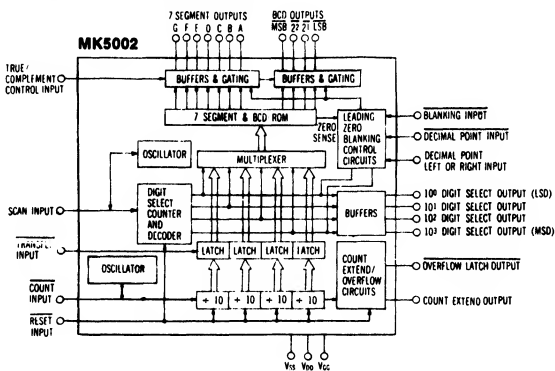 7 SEGMENT OUTPUTS
G F F D C B A
BCD OUTPUTS
MSB 2² 2¹ LSB
MK5002
TRUE/
COMPLEMENT
CONTROL INPUT
BUFFERS & GATING
BUFFERS & GATING
7 SEGMENT & BCD ROM
ZERO
SENSE
LEADING
ZERO
BLANKING
CONTROL
CIRCUITS
BLANKING INPUT
DECIMAL POINT INPUT
DECIMAL POINT
LEFT OR RIGHT INPUT
OSCILLATOR
MULTIPLEXER
SCAN INPUT
DIGIT
SELECT
COUNTER
AND
DECODER
BUFFERS
10⁰ DIGIT SELECT OUTPUT (LSD)
10¹ DIGIT SELECT OUTPUT
10² DIGIT SELECT OUTPUT
10³ DIGIT SELECT OUTPUT (MSD)
TRANSFER
INPUT
LATCH LATCH LATCH LATCH
OSCILLATOR
COUNT
INPUT
÷ 10 ÷ 10 ÷ 10 ÷ 10
COUNT
EXTEND/
OVERFLOW
CIRCUITS
OVERFLOW LATCH OUTPUT
COUNT EXTEND OUTPUT
RESET
INPUT
VSS VDD VGG